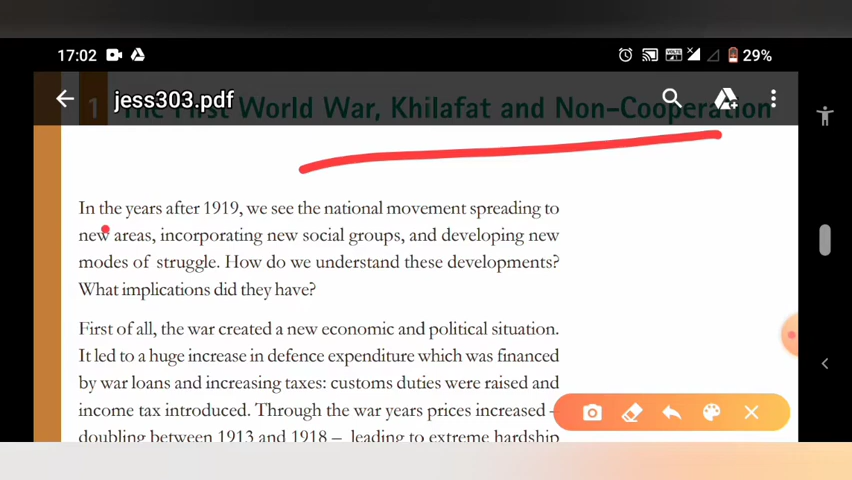 17:02
29%
jess303.pdf
1 The First World War, Khilafat and Non-Cooperation
In the years after 1919, we see the national movement spreading to
new areas, incorporating new social groups, and developing new
modes of struggle. How do we understand these developments?
What implications did they have?
First of all, the war created a new economic and political situation.
It led to a huge increase in defence expenditure which was financed
by war loans and increasing taxes: customs duties were raised and
income tax introduced. Through the war years prices increased –
doubling between 1913 and 1918 – leading to extreme hardship